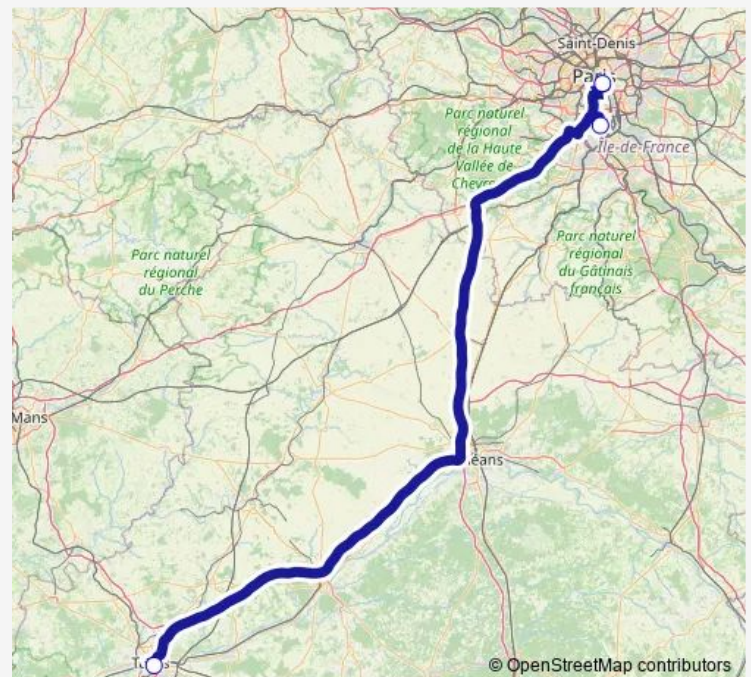 Saint-Denis
Parc naturel
régional
de la Haute
Vallée de
Île-de-France
Parc naturel
régional
du Perche
Parc naturel
régional
du Gâtinais
français
Mans
éans
© OpenStreetMap contributors